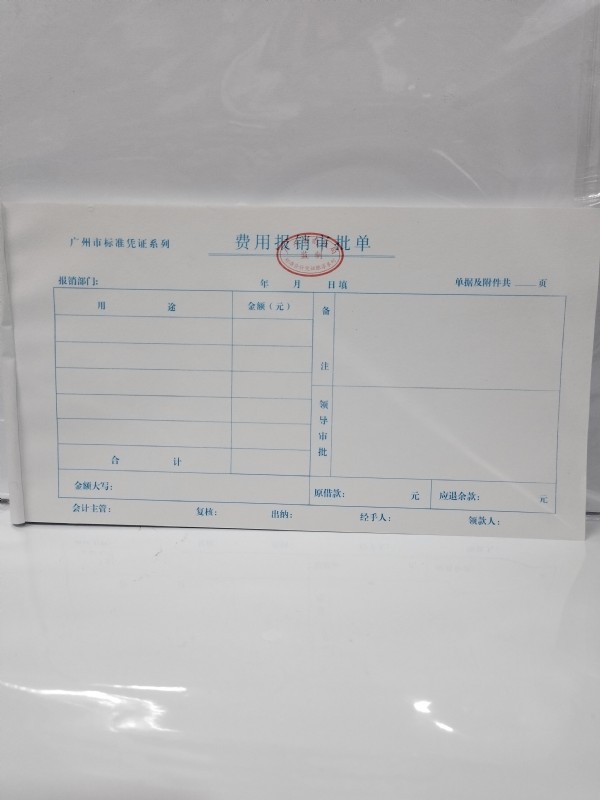 广州市标准凭证系列
费用报销审批单
报销部门: 年 月 日填 单据及附件共 页
用 途 金额(元) 备注
领导审批
合 计
金额大写: 原借款: 元 应退余款: 元
会计主管: 复核: 出纳: 经手人: 领款人: